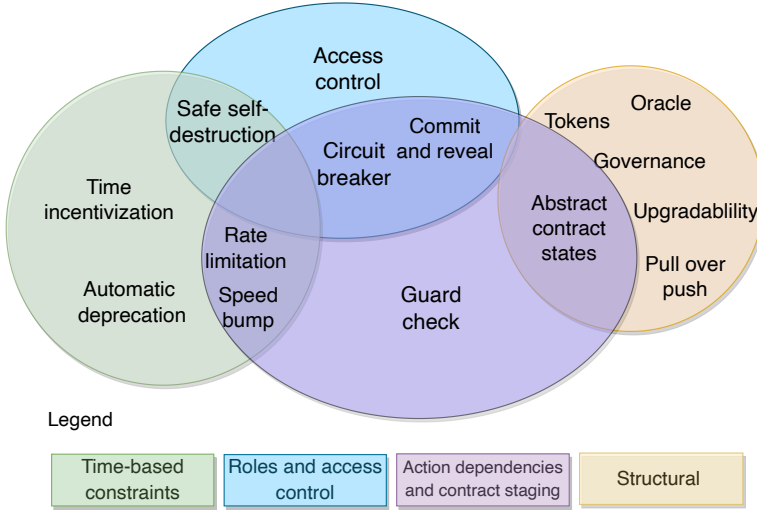 Access
control
Safe self-
destruction
Circuit
breaker
Commit
and reveal
Tokens
Oracle
Governance
Time
incentivization
Rate
limitation
Abstract
contract
states
Upgradablility
Automatic
deprecation
Speed
bump
Guard
check
Pull over
push
Legend
Time-based
constraints
Roles and access
control
Action dependencies
and contract staging
Structural